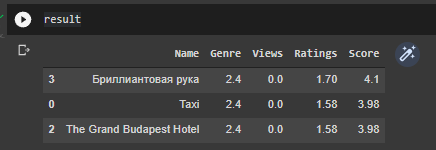 result
Name Genre Views Ratings Score
3 Бриллиантовая рука 2.4 0.0 1.70 4.1
0 Taxi 2.4 0.0 1.58 3.98
2 The Grand Budapest Hotel 2.4 0.0 1.58 3.98